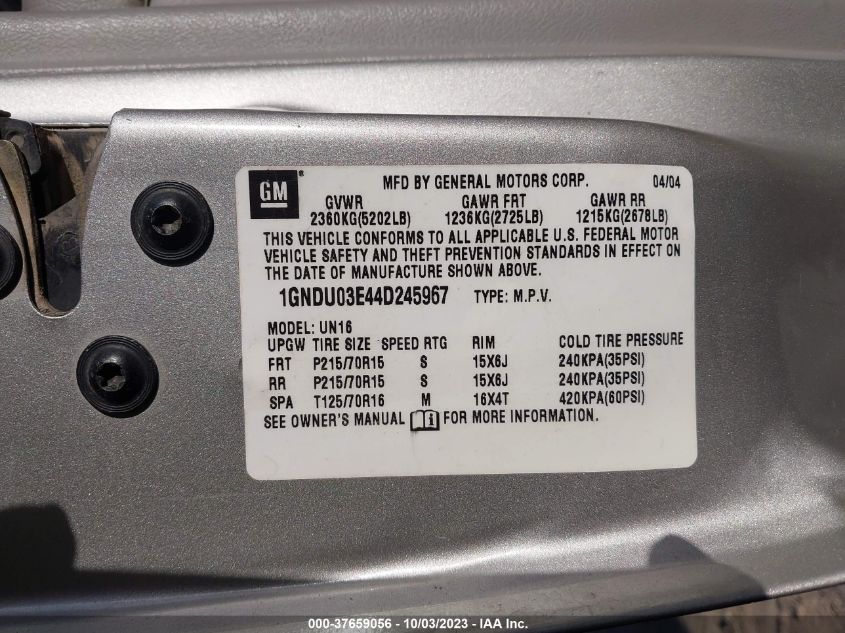 GM® MFD BY GENERAL MOTORS CORP. 04/04
GVWR GAWR FRT GAWR RR
2360KG(5202LB) 1236KG(2725LB) 1215KG(2678LB)
THIS VEHICLE CONFORMS TO ALL APPLICABLE U.S. FEDERAL MOTOR
VEHICLE SAFETY AND THEFT PREVENTION STANDARDS IN EFFECT ON
THE DATE OF MANUFACTURE SHOWN ABOVE.
1GNDU03E44D245967 TYPE: M.P.V.
MODEL: UN16
UPGW TIRE SIZE SPEED RTG RIM COLD TIRE PRESSURE
FRT P215/70R15 S 15X6J 240KPA(35PSI)
RR P215/70R15 S 15X6J 240KPA(35PSI)
SPA T125/70R16 M 16X4T 420KPA(60PSI)
SEE OWNER'S MANUAL FOR MORE INFORMATION.
000-37659056 - 10/03/2023 - IAA Inc.